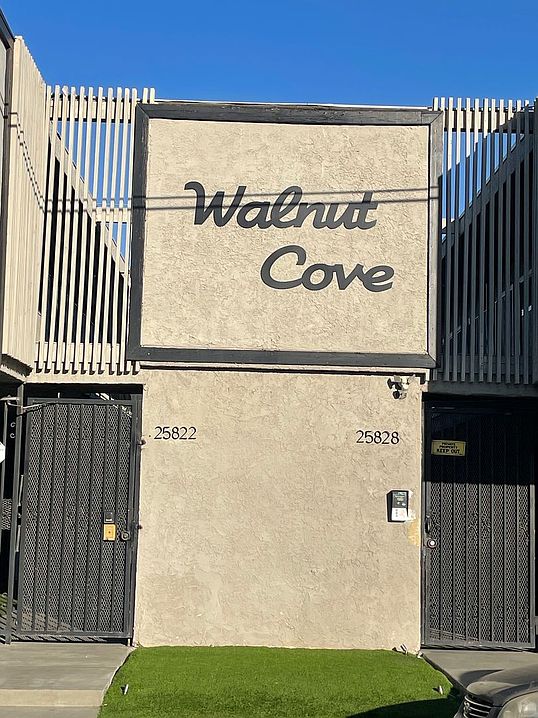 Walnut
Cove
25822
25828
PRIVATE
PROPERTY
KEEP OUT